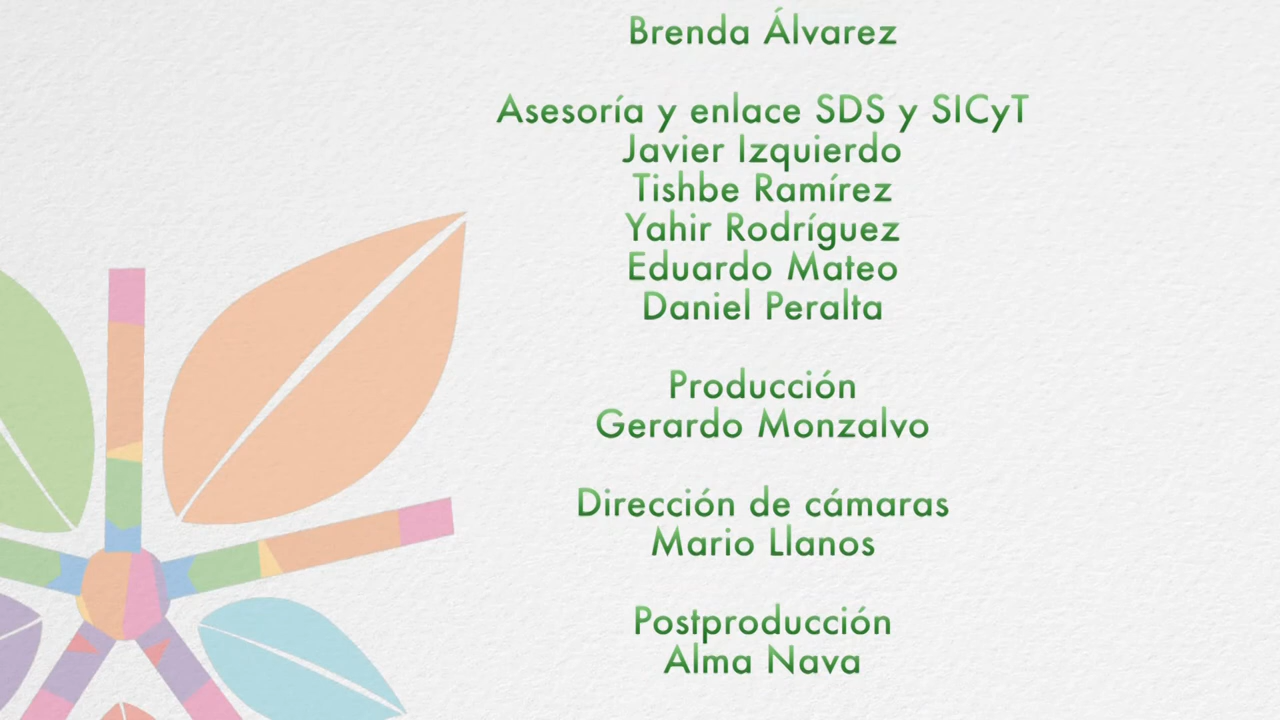 Brenda Álvarez
Asesoría y enlace SDS y SICyT
Javier Izquierdo
Tishbe Ramírez
Yahir Rodríguez
Eduardo Mateo
Daniel Peralta
Producción
Gerardo Monzalvo
Dirección de cámaras
Mario Llanos
Postproducción
Alma Nava